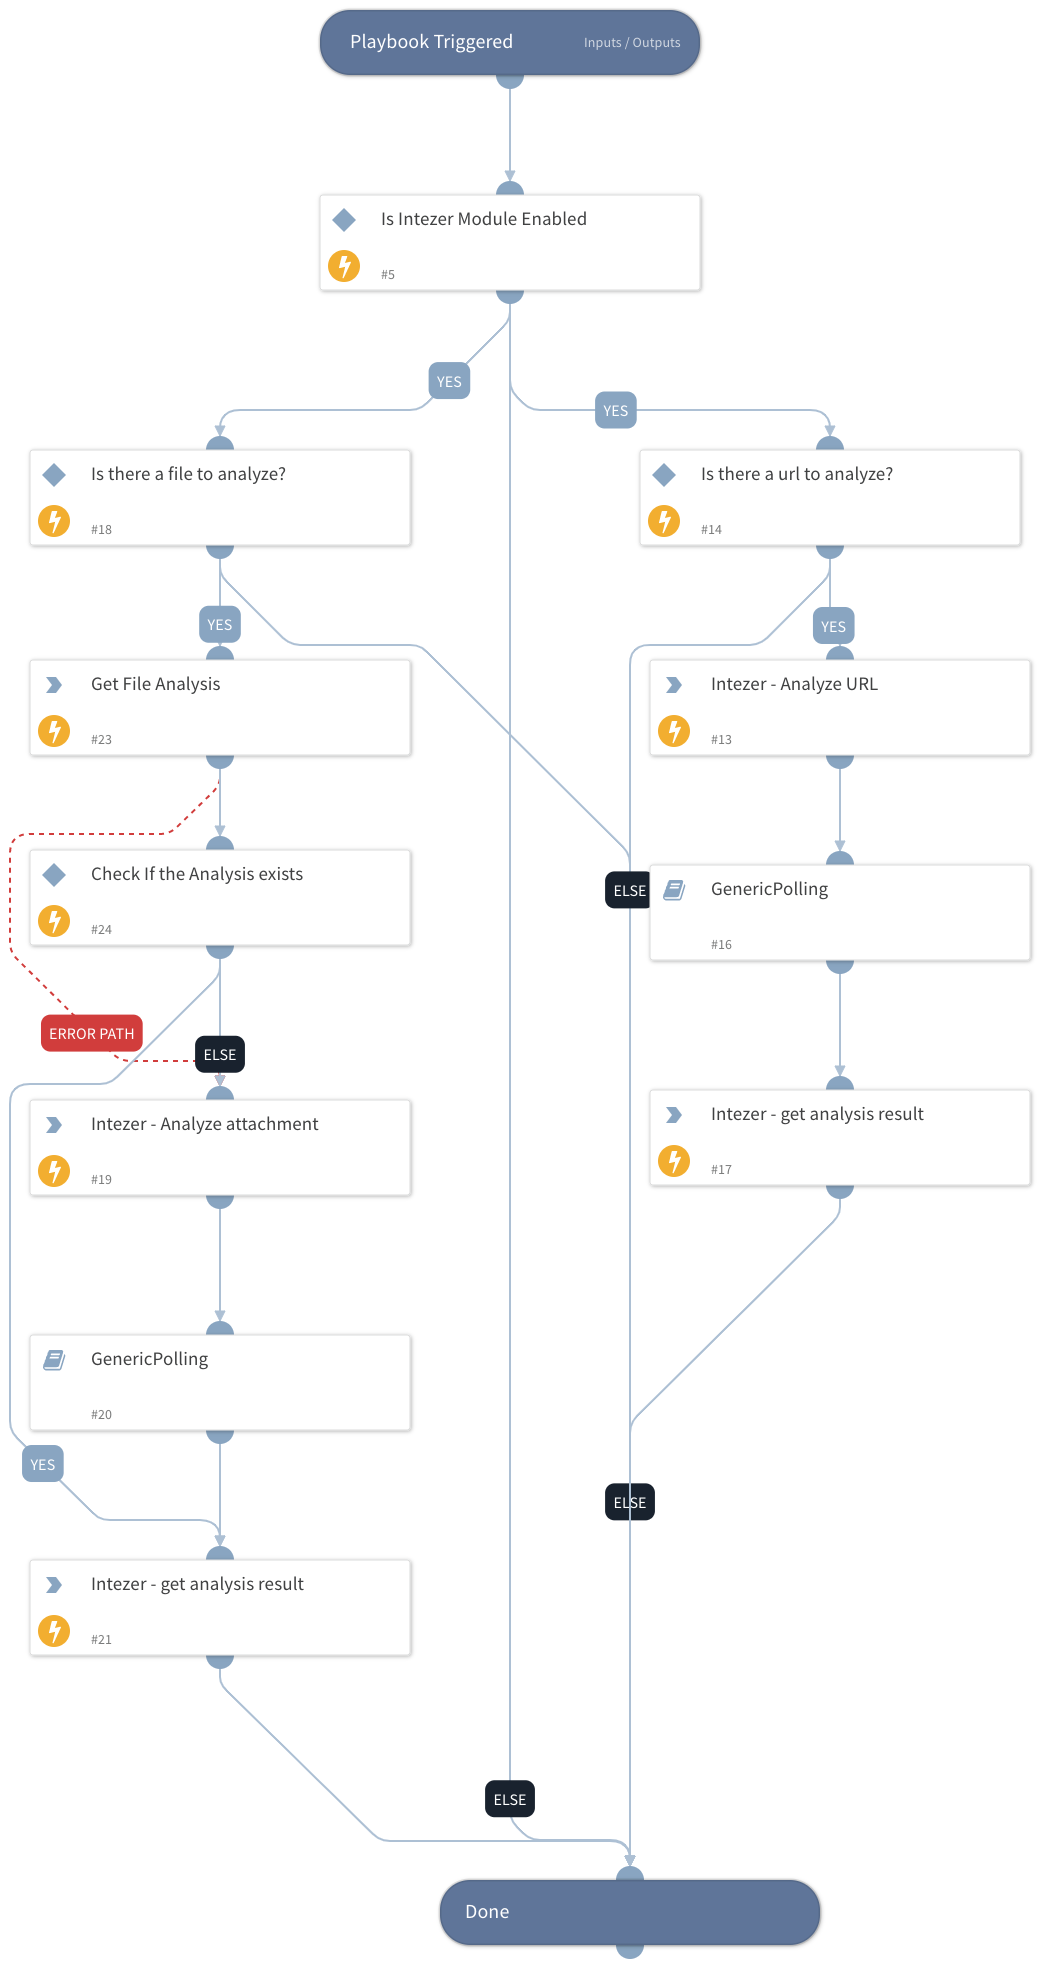 Playbook Triggered
Inputs / Outputs
Is Intezer Module Enabled
#5
YES
YES
Is there a file to analyze?
#18
Is there a url to analyze?
#14
YES
YES
Get File Analysis
#23
Intezer - Analyze URL
#13
Check If the Analysis exists
#24
ELSE
GenericPolling
#16
ERROR PATH
ELSE
Intezer - Analyze attachment
#19
Intezer - get analysis result
#17
GenericPolling
#20
YES
ELSE
Intezer - get analysis result
#21
ELSE
Done